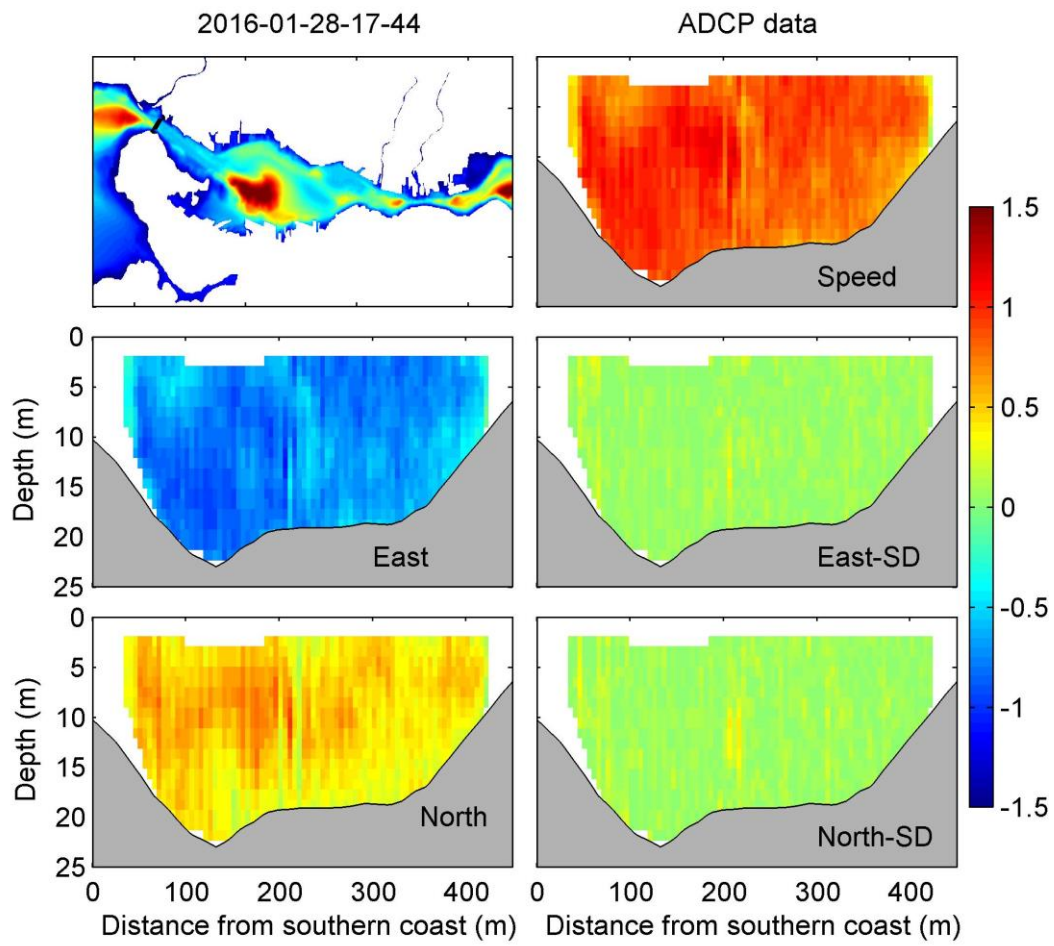 2016-01-28-17-44
ADCP data
Speed
1.5
1
0.5
0
-0.5
-1
-1.5
0
5
10
15
20
25
Depth (m)
East
East-SD
0
5
10
15
20
25
Depth (m)
North
North-SD
0 100 200 300 400
0 100 200 300 400
Distance from southern coast (m)
Distance from southern coast (m)